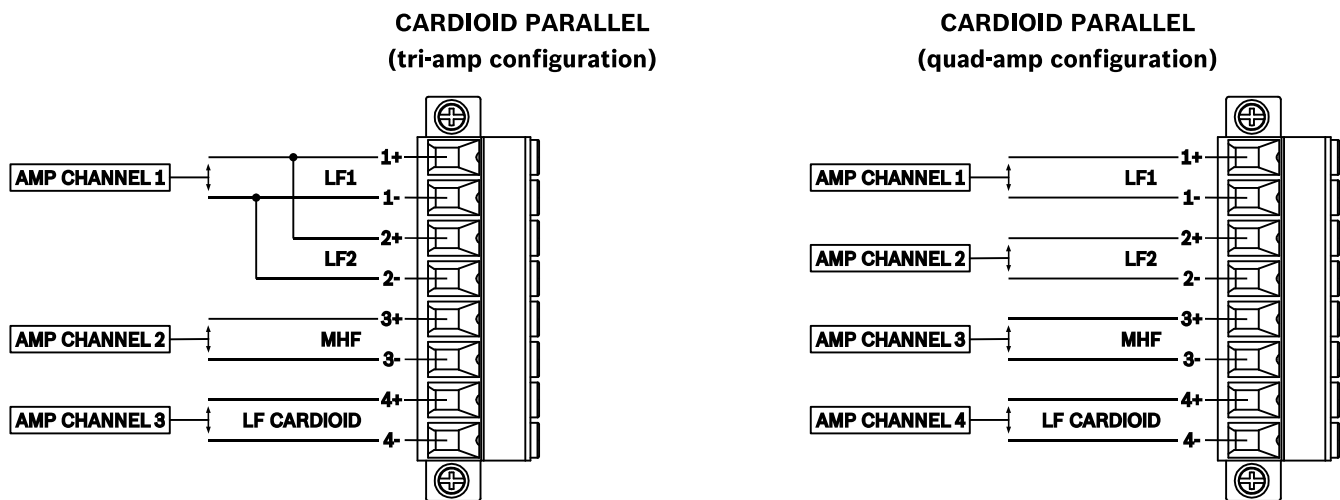 CARDIOID PARALLEL
(tri-amp configuration)
AMP CHANNEL 1
1+
LF1
1-
2+
LF2
2-
AMP CHANNEL 2
3+
MHF
3-
AMP CHANNEL 3
4+
LF CARDIOID
4-
CARDIOID PARALLEL
(quad-amp configuration)
AMP CHANNEL 1
1+
LF1
1-
AMP CHANNEL 2
2+
LF2
2-
AMP CHANNEL 3
3+
MHF
3-
AMP CHANNEL 4
4+
LF CARDIOID
4-